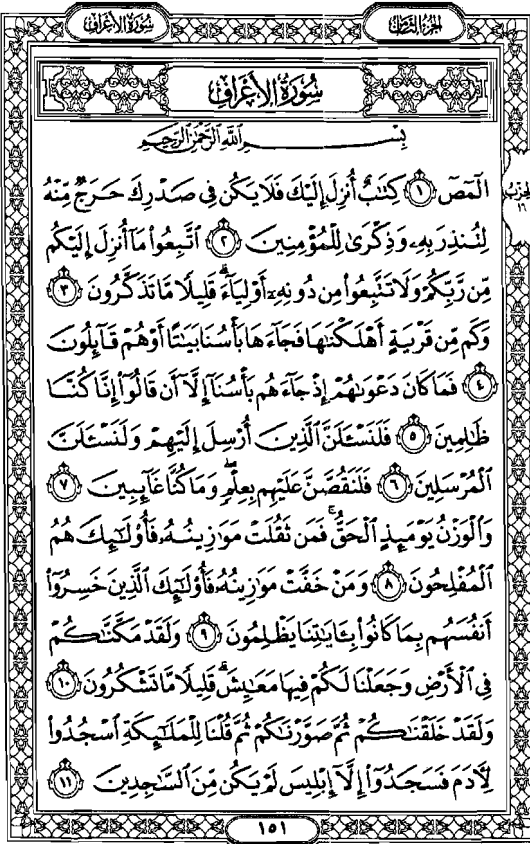 سُورَةُ الأَعْرَافِ
الجُزْءُ الثَّامِنُ
سُورَةُ الأَعْرَافِ
بِسْمِ اللَّهِ الرَّحْمَٰنِ الرَّحِيمِ
الٓمٓصٓ ١ كِتَٰبٌ أُنزِلَ إِلَيْكَ فَلَا يَكُن فِى صَدْرِكَ حَرَجٌ مِّنْهُ
لِتُنذِرَ بِهِۦ وَذِكْرَىٰ لِلْمُؤْمِنِينَ ٢ ٱتَّبِعُوا۟ مَآ أُنزِلَ إِلَيْكُم
مِّن رَّبِّكُمْ وَلَا تَتَّبِعُوا۟ مِن دُونِهِۦٓ أَوْلِيَآءَ ۗ قَلِيلًا مَّا تَذَكَّرُونَ ٣
وَكَم مِّن قَرْيَةٍ أَهْلَكْنَٰهَا فَجَآءَهَا بَأْسُنَا بَيَٰتًا أَوْ هُمْ قَآئِلُونَ
٤ فَمَا كَانَ دَعْوَىٰهُمْ إِذْ جَآءَهُم بَأْسُنَآ إِلَّآ أَن قَالُوٓا۟ إِنَّا كُنَّا
ظَٰلِمِينَ ٥ فَلَنَسْـَٔلَنَّ ٱلَّذِينَ أُرْسِلَ إِلَيْهِمْ وَلَنَسْـَٔلَنَّ
ٱلْمُرْسَلِينَ ٦ فَلَنَقُصَّنَّ عَلَيْهِم بِعِلْمٍ ۖ وَمَا كُنَّا غَآئِبِينَ ٧
وَٱلْوَزْنُ يَوْمَئِذٍ ٱلْحَقُّ ۚ فَمَن ثَقُلَتْ مَوَٰزِينُهُۥ فَأُو۟لَٰٓئِكَ هُمُ
ٱلْمُفْلِحُونَ ٨ وَمَنْ خَفَّتْ مَوَٰزِينُهُۥ فَأُو۟لَٰٓئِكَ ٱلَّذِينَ خَسِرُوٓا۟
أَنفُسَهُم بِمَا كَانُوا۟ بِـَٔايَٰتِنَا يَظْلِمُونَ ٩ وَلَقَدْ مَكَّنَّٰكُمْ
فِى ٱلْأَرْضِ وَجَعَلْنَا لَكُمْ فِيهَا مَعَٰيِشَ ۗ قَلِيلًا مَّا تَشْكُرُونَ ١٠
وَلَقَدْ خَلَقْنَٰكُمْ ثُمَّ صَوَّرْنَٰكُمْ ثُمَّ قُلْنَا لِلْمَلَٰٓئِكَةِ ٱسْجُدُوا۟
لِءَادَمَ فَسَجَدُوٓا۟ إِلَّآ إِبْلِيسَ لَمْ يَكُن مِّنَ ٱلسَّٰجِدِينَ ١١
١٥١